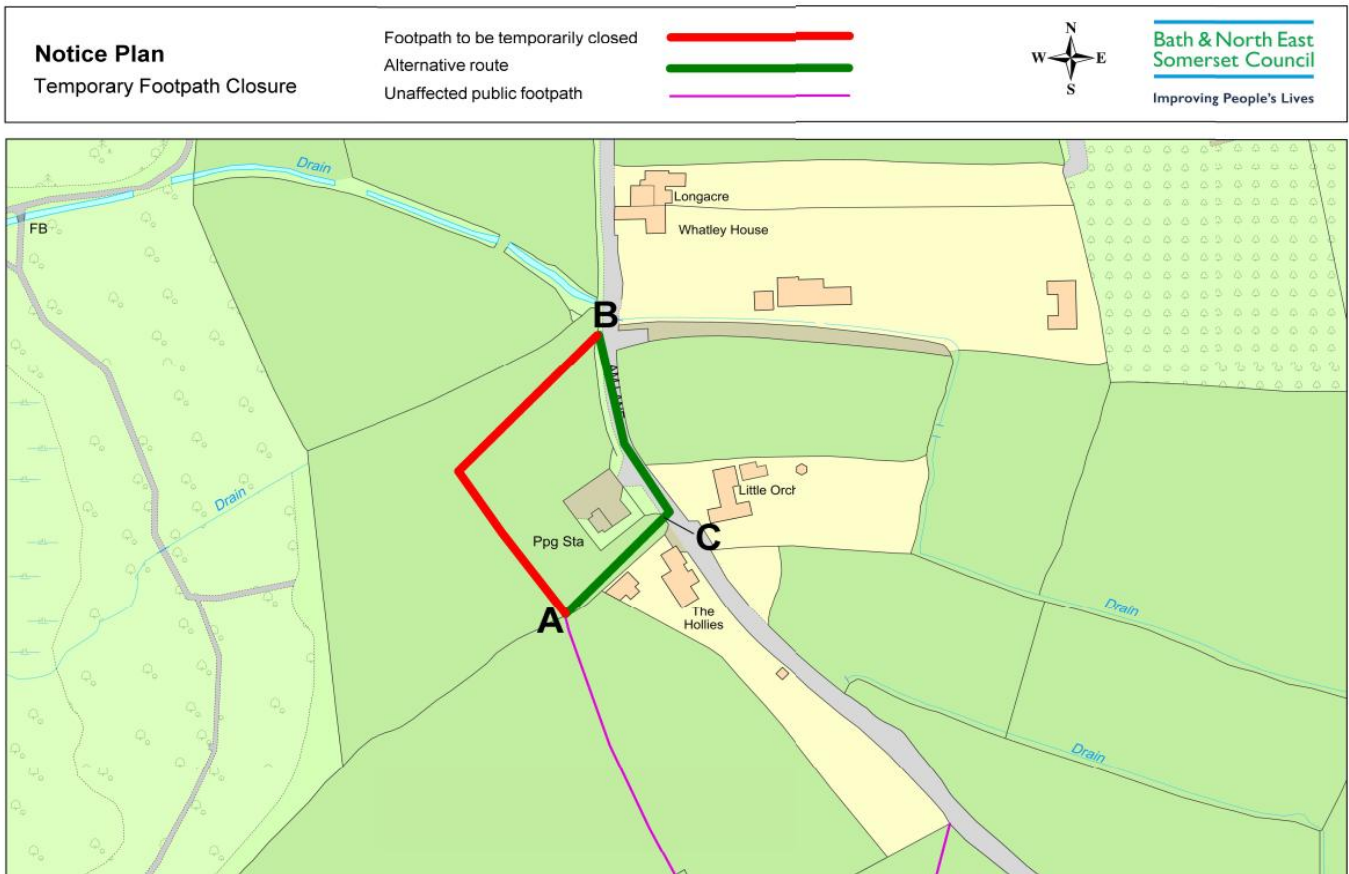 Notice Plan
Temporary Footpath Closure
Footpath to be temporarily closed
Alternative route
Unaffected public footpath
N
W E
S
Bath & North East
Somerset Council
Improving People's Lives
Drain
FB
Longacre
Whatley House
B
Little Orch
Drain
Ppg Sta
C
A
The
Hollies
Drain
Drain